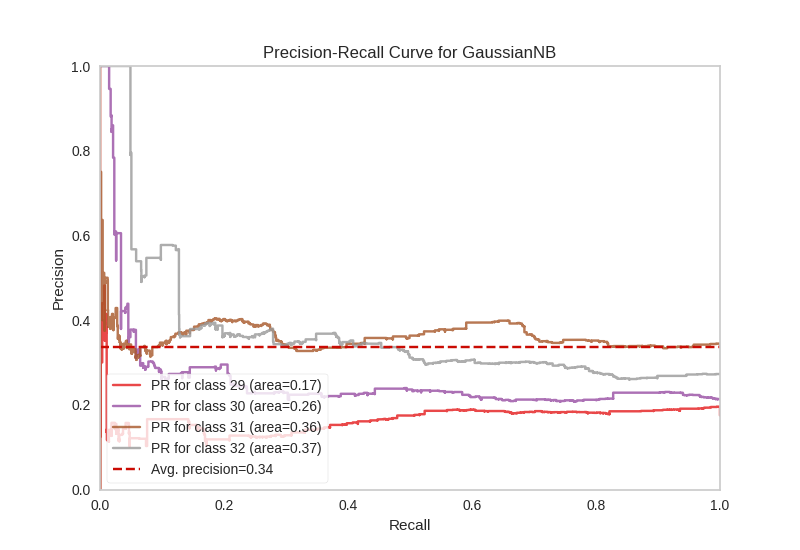 Precision-Recall Curve for GaussianNB
1.0
0.8
0.6
0.4
0.2
0.0
Precision
PR for class 29 (area=0.17)
PR for class 30 (area=0.26)
PR for class 31 (area=0.36)
PR for class 32 (area=0.37)
Avg. precision=0.34
0.0 0.2 0.4 0.6 0.8 1.0
Recall